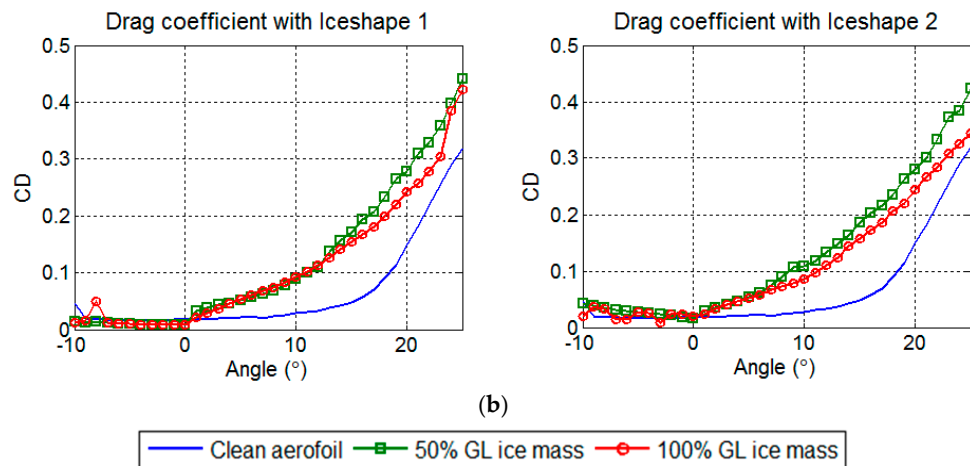 Drag coefficient with Iceshape 1
0.5
0.4
0.3
0.2
0.1
0
CD
-10 0 10 20
Angle (°)
Drag coefficient with Iceshape 2
0.5
0.4
0.3
0.2
0.1
0
CD
-10 0 10 20
Angle (°)
(b)
Clean aerofoil 50% GL ice mass 100% GL ice mass